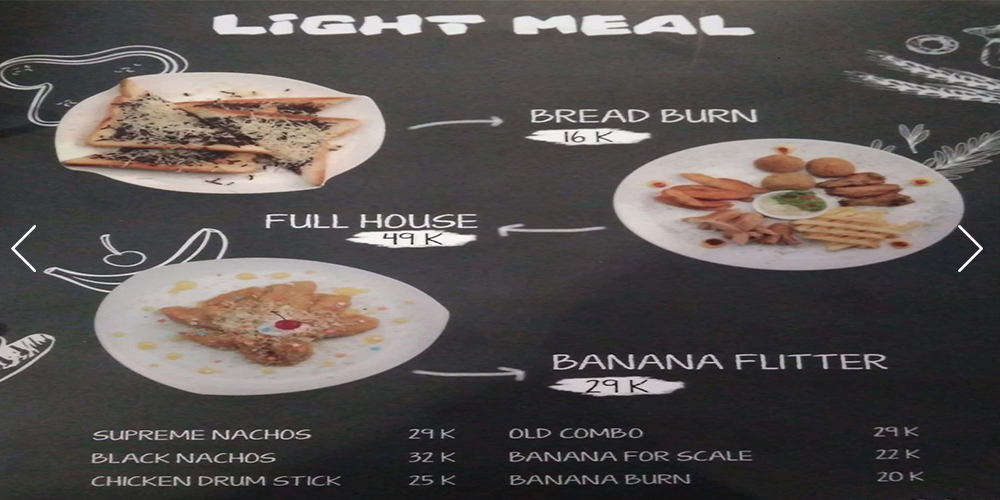 LIGHT MEAL
BREAD BURN
16 K
FULL HOUSE
49 K
BANANA FLITTER
29 K
SUPREME NACHOS 29 K
BLACK NACHOS 32 K
CHICKEN DRUM STICK 25 K
OLD COMBO 29 K
BANANA FOR SCALE 22 K
BANANA BURN 20 K